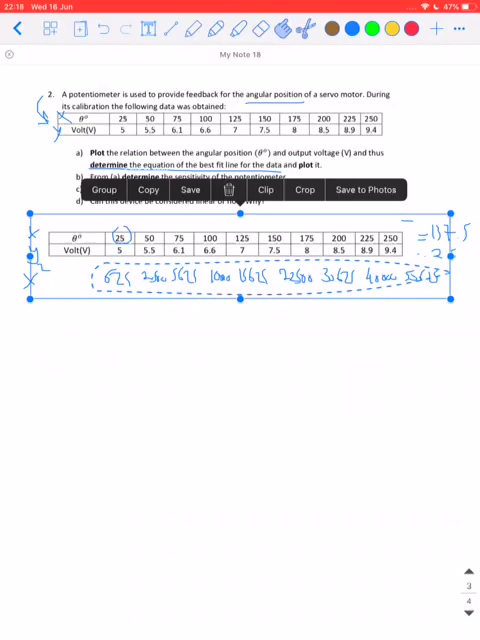 22:18 Wed 16 Jun 47%
My Note 18
2. A potentiometer is used to provide feedback for the angular position of a servo motor. During
its calibration the following data was obtained:
X θ° 25 50 75 100 125 150 175 200 225 250
y Volt(V) 5 5.5 6.1 6.6 7 7.5 8 8.5 8.9 9.4
a) Plot the relation between the angular position (θ°) and output voltage (V) and thus
determine the equation of the best fit line for the data and plot it.
b) From (a) determine the sensitivity of the potentiometer
Group Copy Save Clip Crop Save to Photos
X θ° 25 50 75 100 125 150 175 200 225 250
= 137.5
y Volt(V) 5 5.5 6.1 6.6 7 7.5 8 8.5 8.9 9.4
X² 625 2500 5625 22500 30625 40000
3
4